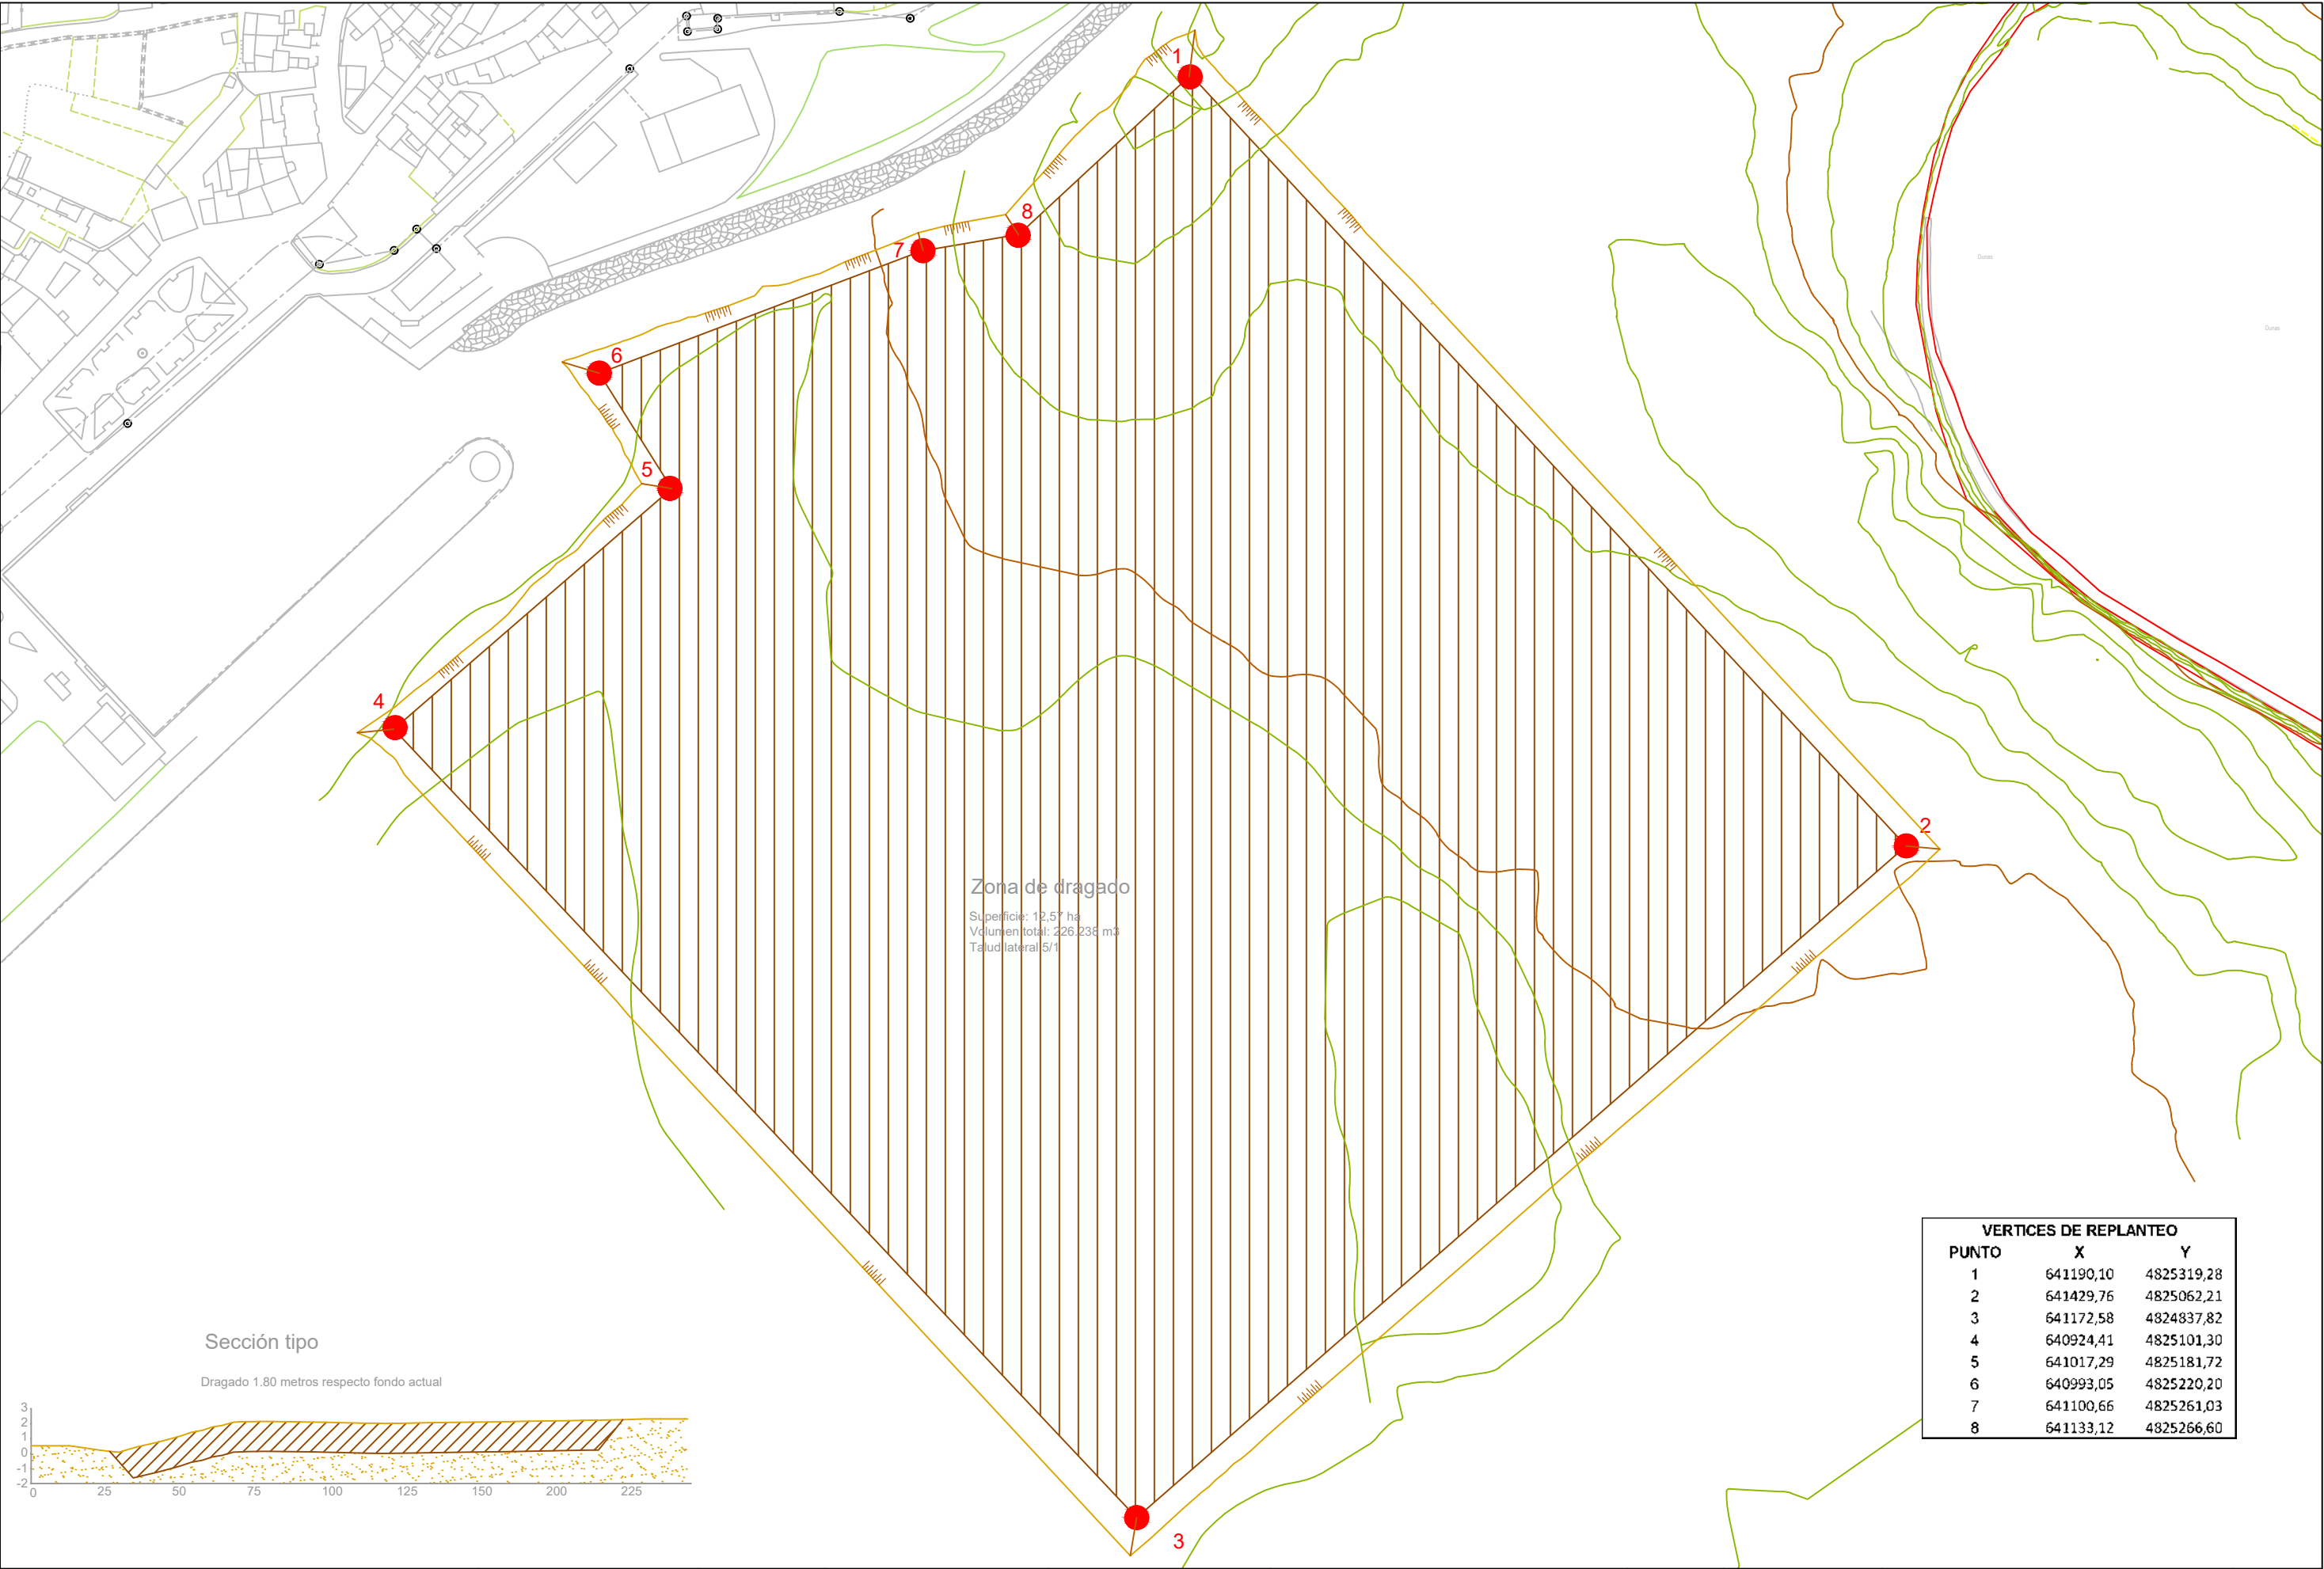 1
8
7
6
5
4
2
3
Dunas
Dunas
Zona de dragado
Superficie: 12,57 ha
Volumen total: 226.238 m3
Talud lateral 5/1
VERTICES DE REPLANTEO
PUNTO X Y
1 641190,10 4825319,28
2 641429,76 4825062,21
3 641172,58 4824837,82
4 640924,41 4825101,30
5 641017,29 4825181,72
6 640993,05 4825220,20
7 641100,66 4825261,03
8 641133,12 4825266,60
Sección tipo
Dragado 1.80 metros respecto fondo actual
3
2
1
0
-1
-2
0 25 50 75 100 125 150 200 225